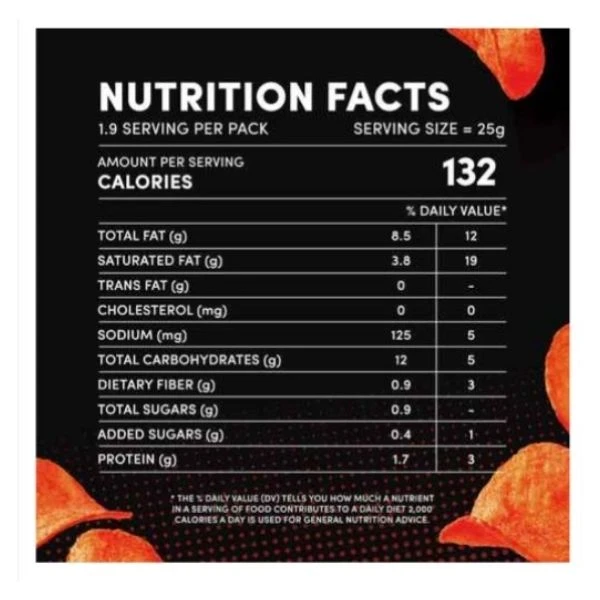 NUTRITION FACTS
1.9 SERVING PER PACK SERVING SIZE = 25g
AMOUNT PER SERVING
CALORIES 132
% DAILY VALUE*
TOTAL FAT (g) 8.5 12
SATURATED FAT (g) 3.8 19
TRANS FAT (g) 0 -
CHOLESTEROL (mg) 0 0
SODIUM (mg) 125 5
TOTAL CARBOHYDRATES (g) 12 5
DIETARY FIBER (g) 0.9 3
TOTAL SUGARS (g) 0.9 -
ADDED SUGARS (g) 0.4 1
PROTEIN (g) 1.7 3
* THE % DAILY VALUE (DV) TELLS YOU HOW MUCH A NUTRIENT
IN A SERVING OF FOOD CONTRIBUTES TO A DAILY DIET 2,000
CALORIES A DAY IS USED FOR GENERAL NUTRITION ADVICE.